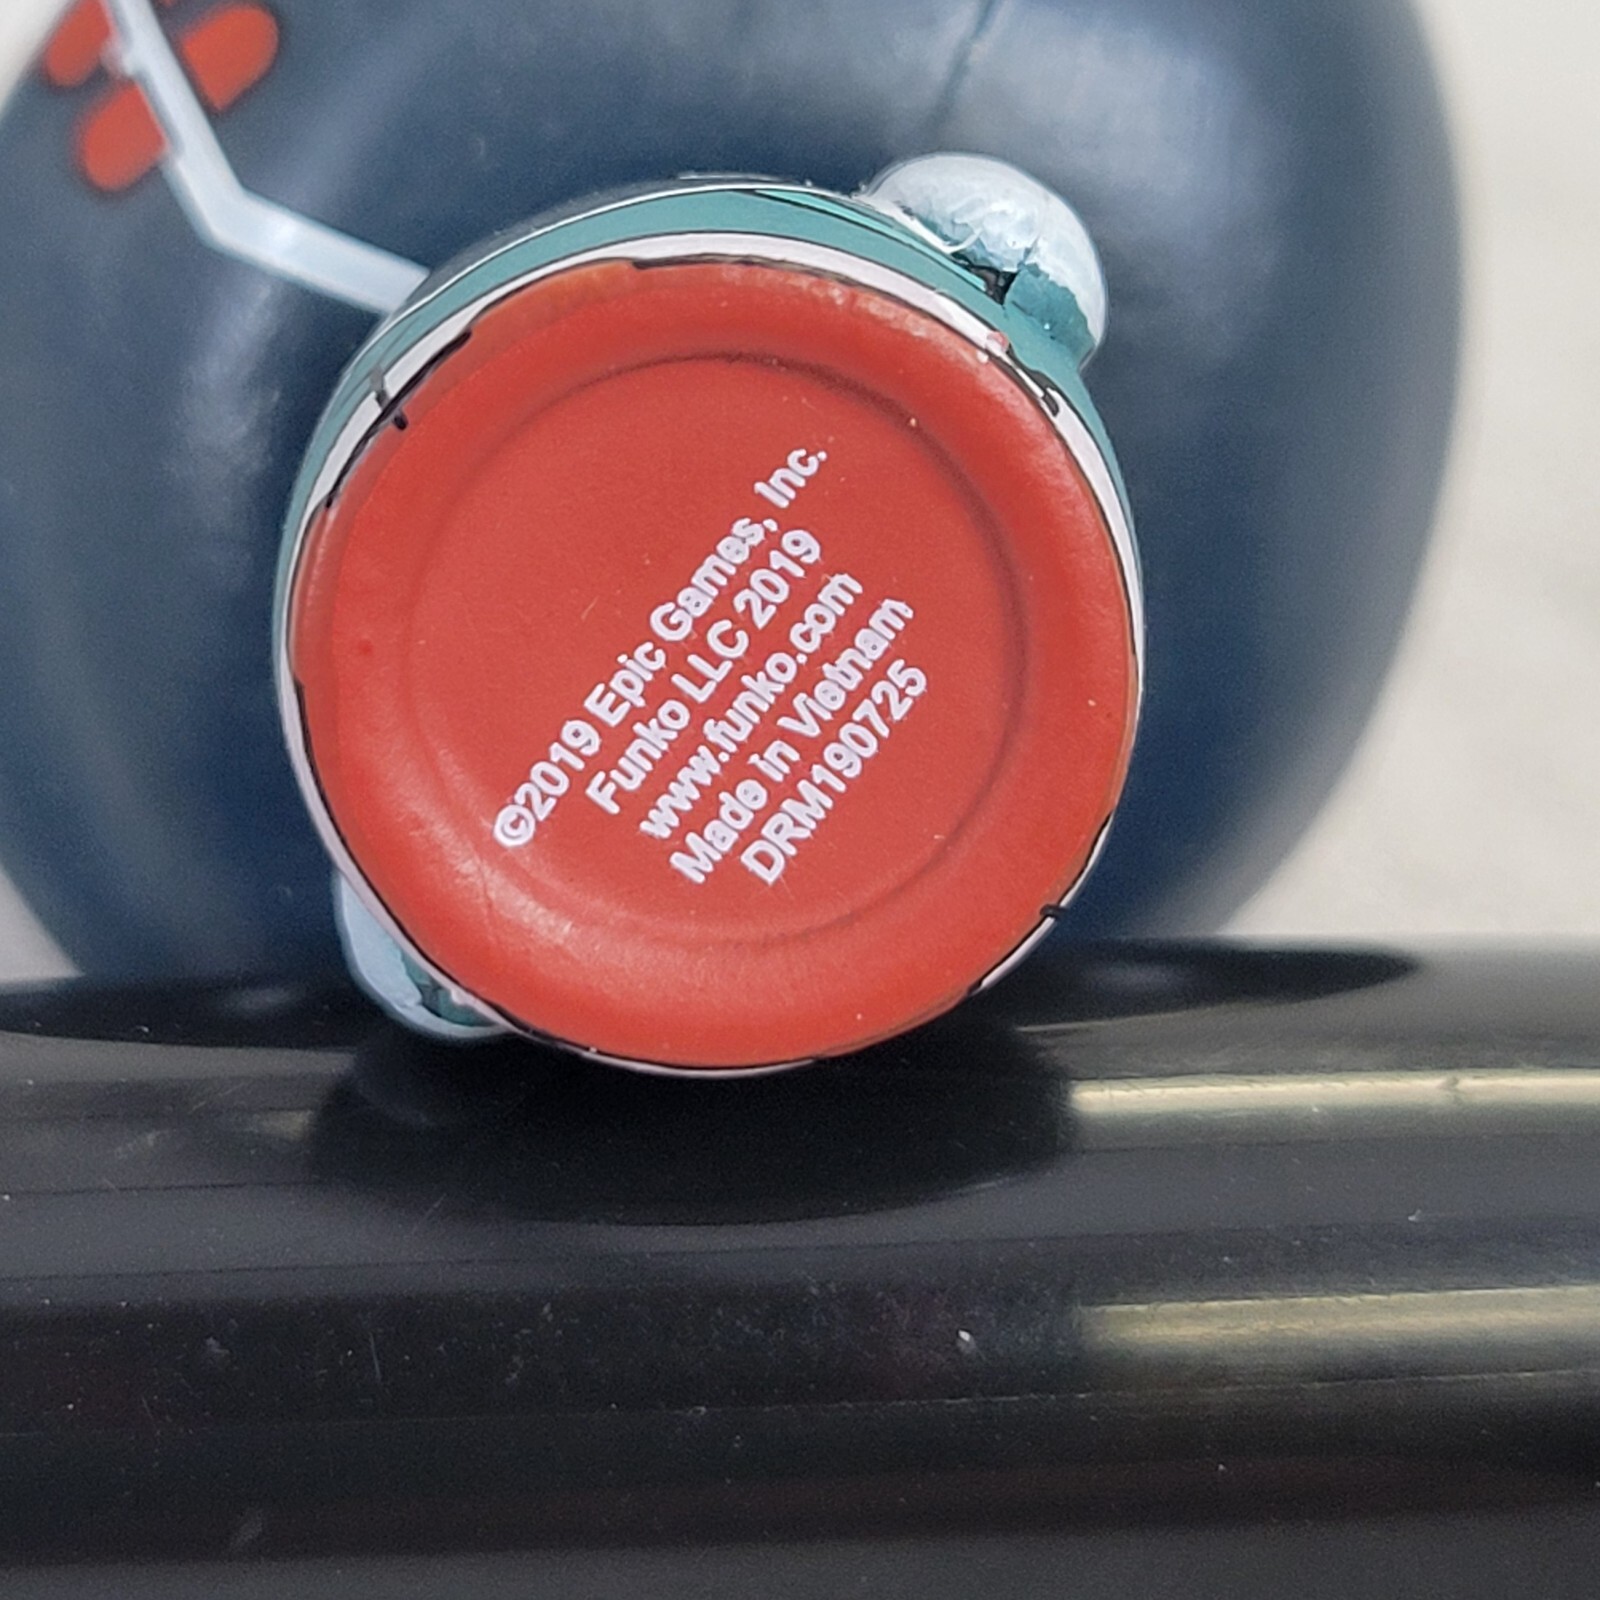 ©2019 Epic Games, Inc.
Funko LLC 2019
www.funko.com
Made in Vietnam
DRM190725